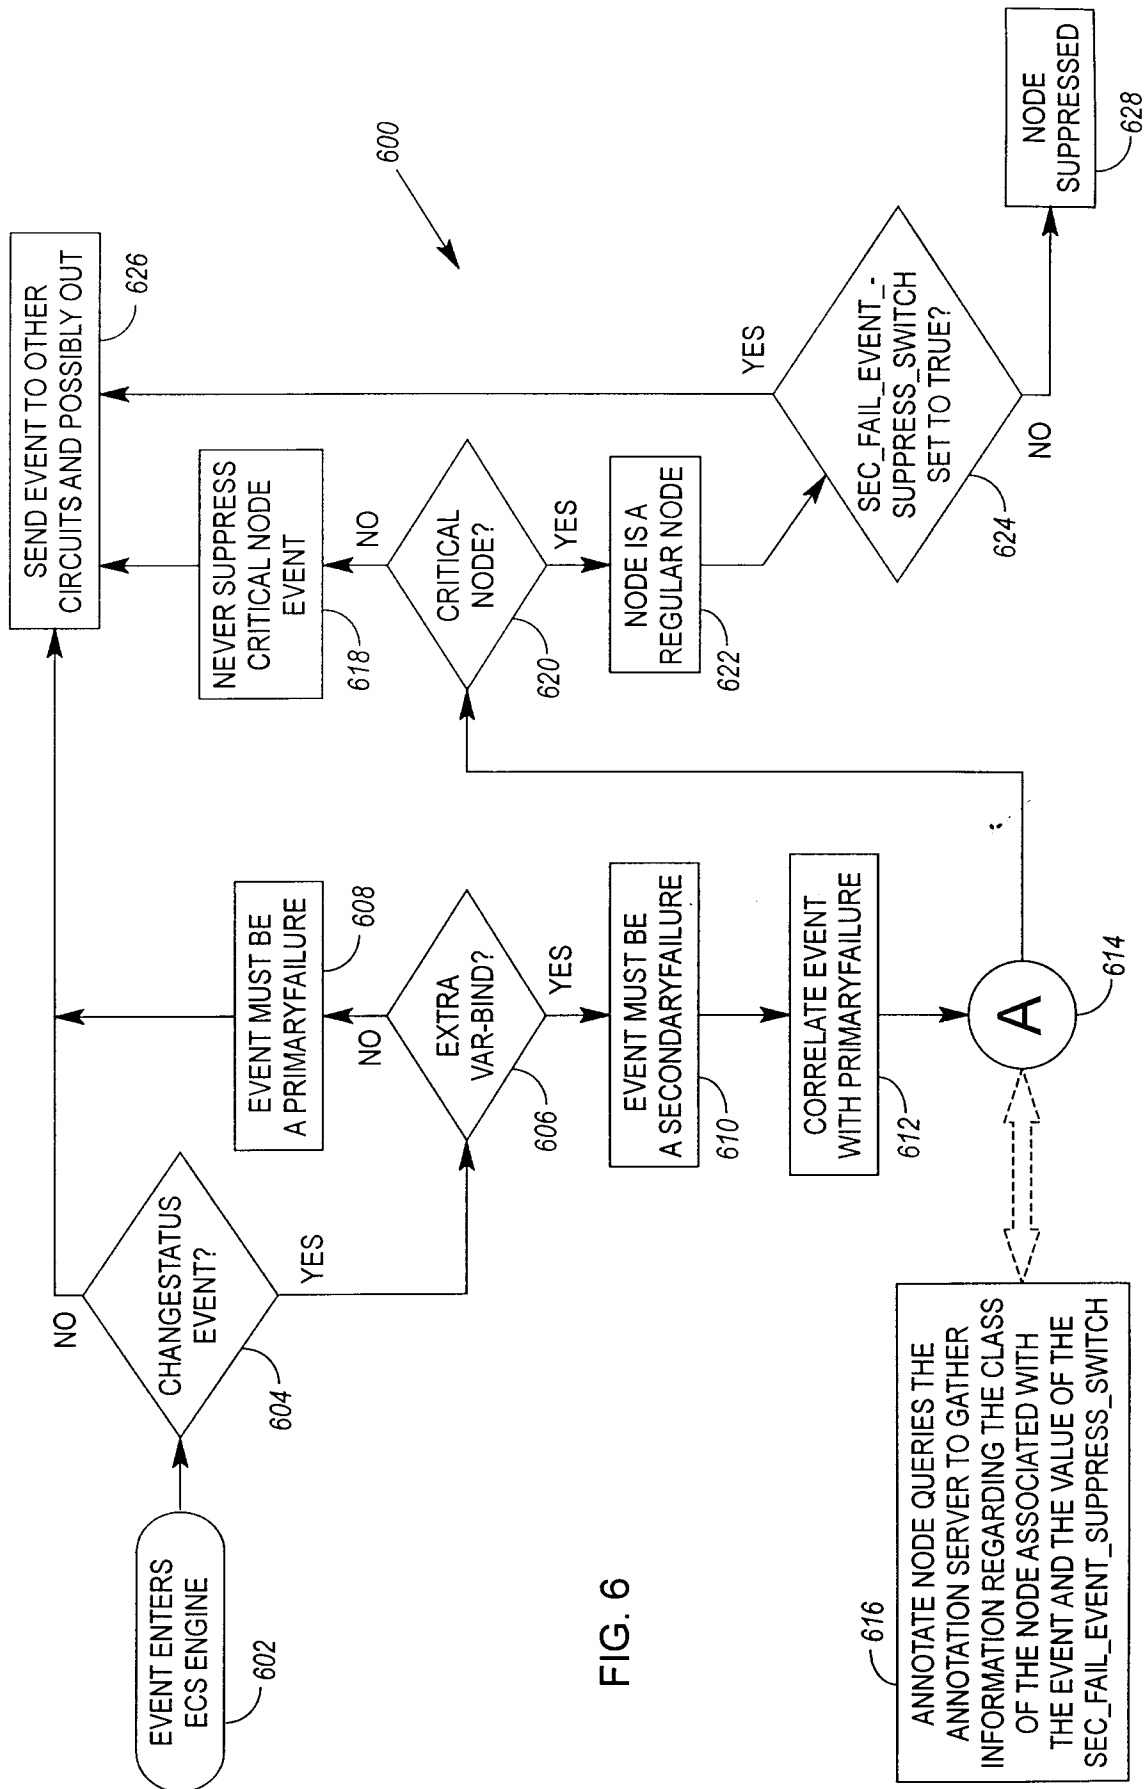 EVENT ENTERS
ECS ENGINE
602
CHANGESTATUS
EVENT?
604
NO
YES
EVENT MUST BE
A PRIMARYFAILURE
608
NO
EXTRA
VAR-BIND?
606
YES
EVENT MUST BE
A SECONDARYFAILURE
610
CORRELATE EVENT
WITH PRIMARYFAILURE
612
A
614
616
ANNOTATE NODE QUERIES THE
ANNOTATION SERVER TO GATHER
INFORMATION REGARDING THE CLASS
OF THE NODE ASSOCIATED WITH
THE EVENT AND THE VALUE OF THE
SEC_FAIL_EVENT_SUPPRESS_SWITCH
SEND EVENT TO OTHER
CIRCUITS AND POSSIBLY OUT
626
NEVER SUPPRESS
CRITICAL NODE
EVENT
618
NO
CRITICAL
NODE?
620
YES
NODE IS A
REGULAR NODE
622
YES
SEC_FAIL_EVENT_-
SUPPRESS_SWITCH
SET TO TRUE?
624
NO
NODE
SUPPRESSED
628
600
FIG. 6